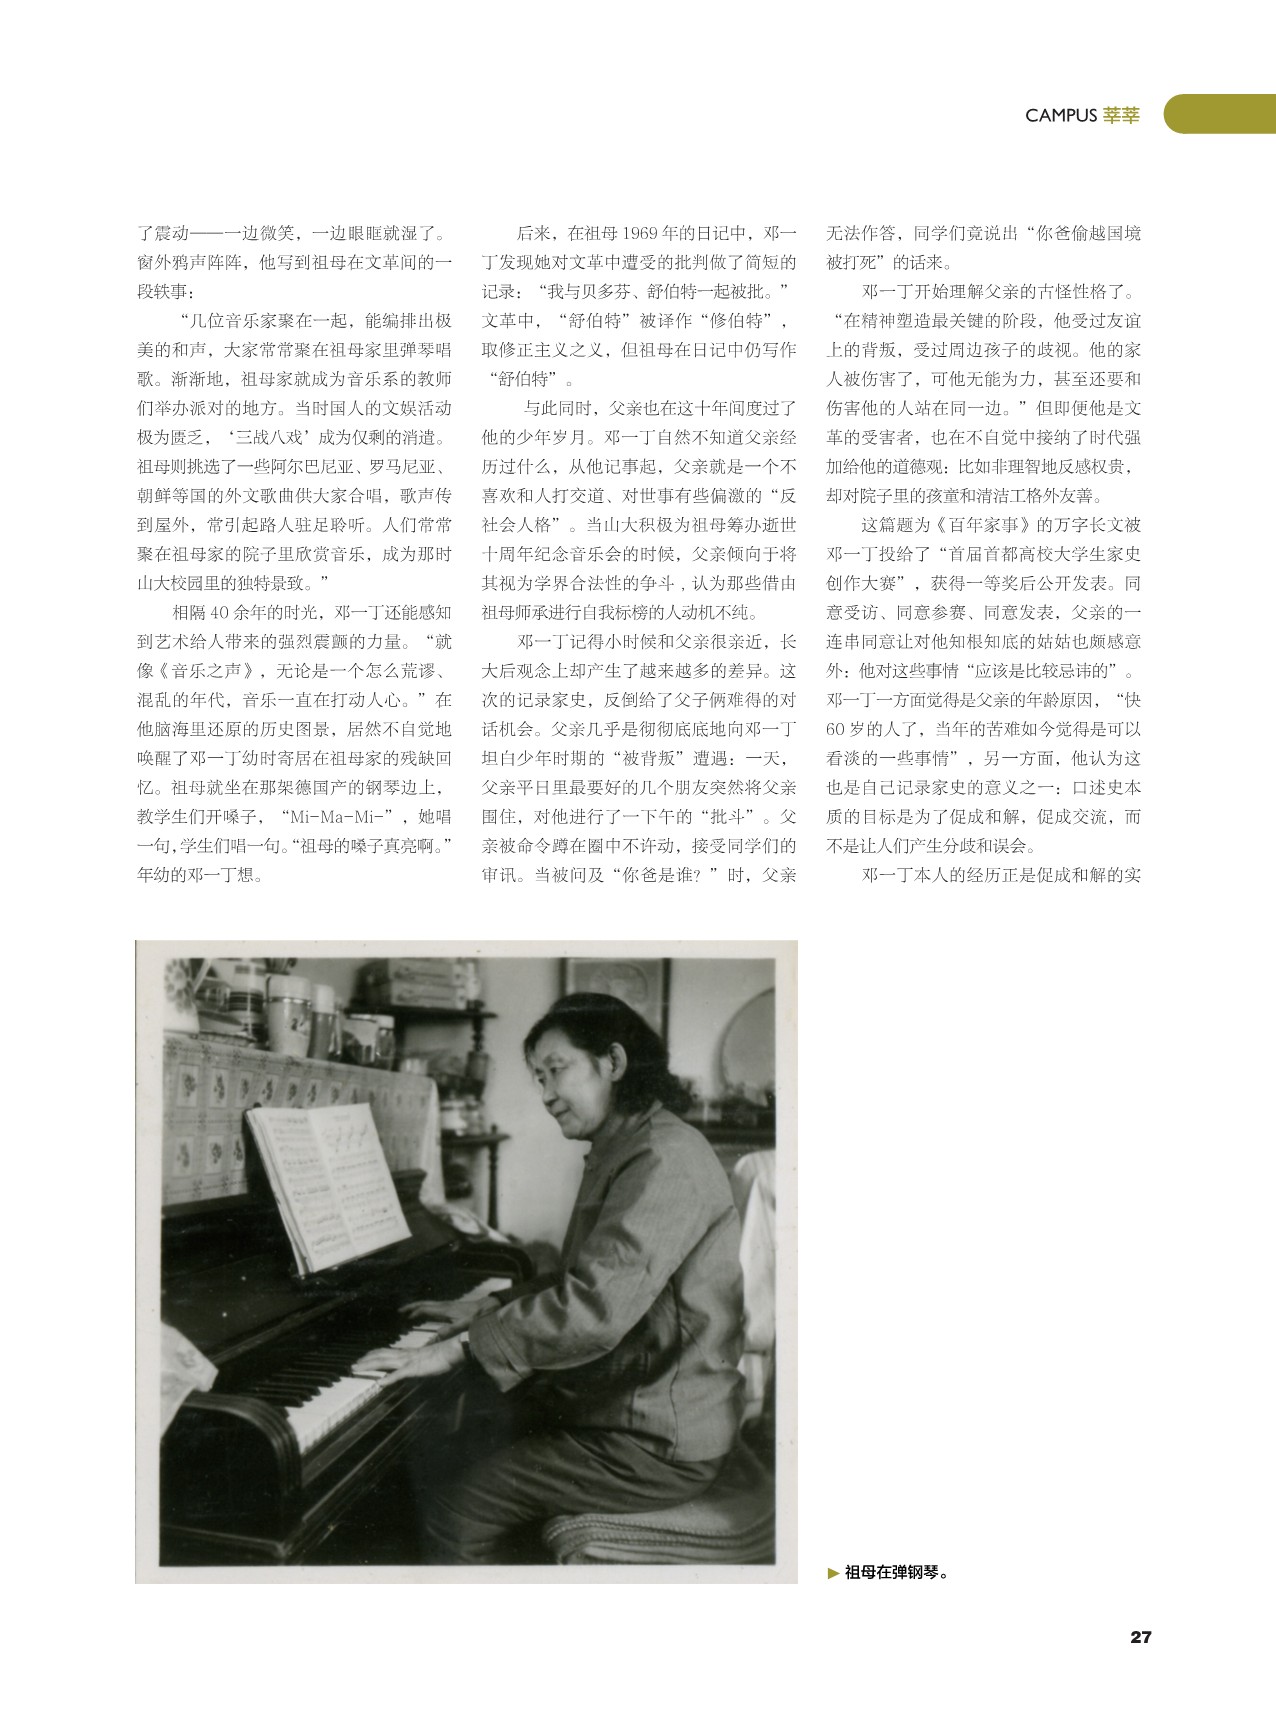 CAMPUS 莘莘
了震动——一边微笑，一边眼眶就湿了。
窗外鸦声阵阵，他写到祖母在文革间的一
段轶事：
“几位音乐家聚在一起，能编排出极
美的和声，大家常常聚在祖母家里弹琴唱
歌。渐渐地，祖母家就成为音乐系的教师
们举办派对的地方。当时国人的文娱活动
极为匮乏，‘三战八戏’成为仅剩的消遣。
祖母则挑选了一些阿尔巴尼亚、罗马尼亚、
朝鲜等国的外文歌曲供大家合唱，歌声传
到屋外，常引起路人驻足聆听。人们常常
聚在祖母家的院子里欣赏音乐，成为那时
山大校园里的独特景致。”
相隔 40 余年的时光，邓一丁还能感知
到艺术给人带来的强烈震颤的力量。“就
像《音乐之声》，无论是一个怎么荒谬、
混乱的年代，音乐一直在打动人心。”在
他脑海里还原的历史图景，居然不自觉地
唤醒了邓一丁幼时寄居在祖母家的残缺回
忆。祖母就坐在那架德国产的钢琴边上，
教学生们开嗓子，“Mi-Ma-Mi-”，她唱
一句，学生们唱一句。“祖母的嗓子真亮啊。”
年幼的邓一丁想。
后来，在祖母 1969 年的日记中，邓一
丁发现她对文革中遭受的批判做了简短的
记录：“我与贝多芬、舒伯特一起被批。”
文革中，“舒伯特”被译作“修伯特”，
取修正主义之义，但祖母在日记中仍写作
“舒伯特”。
与此同时，父亲也在这十年间度过了
他的少年岁月。邓一丁自然不知道父亲经
历过什么，从他记事起，父亲就是一个不
喜欢和人打交道、对世事有些偏激的“反
社会人格”。当山大积极为祖母筹办逝世
十周年纪念音乐会的时候，父亲倾向于将
其视为学界合法性的争斗，认为那些借由
祖母师承进行自我标榜的人动机不纯。
邓一丁记得小时候和父亲很亲近，长
大后观念上却产生了越来越多的差异。这
次的记录家史，反倒给了父子俩难得的对
话机会。父亲几乎是彻彻底底地向邓一丁
坦白少年时期的“被背叛”遭遇：一天，
父亲平日里最要好的几个朋友突然将父亲
围住，对他进行了一下午的“批斗”。父
亲被命令蹲在圈中不许动，接受同学们的
审讯。当被问及“你爸是谁？”时，父亲
无法作答，同学们竟说出“你爸偷越国境
被打死”的话来。
邓一丁开始理解父亲的古怪性格了。
“在精神塑造最关键的阶段，他受过友谊
上的背叛，受过周边孩子的歧视。他的家
人被伤害了，可他无能为力，甚至还要和
伤害他的人站在同一边。”但即便他是文
革的受害者，也在不自觉中接纳了时代强
加给他的道德观：比如非理智地反感权贵，
却对院子里的孩童和清洁工格外友善。
这篇题为《百年家事》的万字长文被
邓一丁投给了“首届首都高校大学生家史
创作大赛”，获得一等奖后公开发表。同
意受访、同意参赛、同意发表，父亲的一
连串同意让对他知根知底的姑姑也颇感意
外：他对这些事情“应该是比较忌讳的”。
邓一丁一方面觉得是父亲的年龄原因，“快
60 岁的人了，当年的苦难如今觉得是可以
看淡的一些事情”，另一方面，他认为这
也是自己记录家史的意义之一：口述史本
质的目标是为了促成和解，促成交流，而
不是让人们产生分歧和误会。
邓一丁本人的经历正是促成和解的实
▶ 祖母在弹钢琴。
27